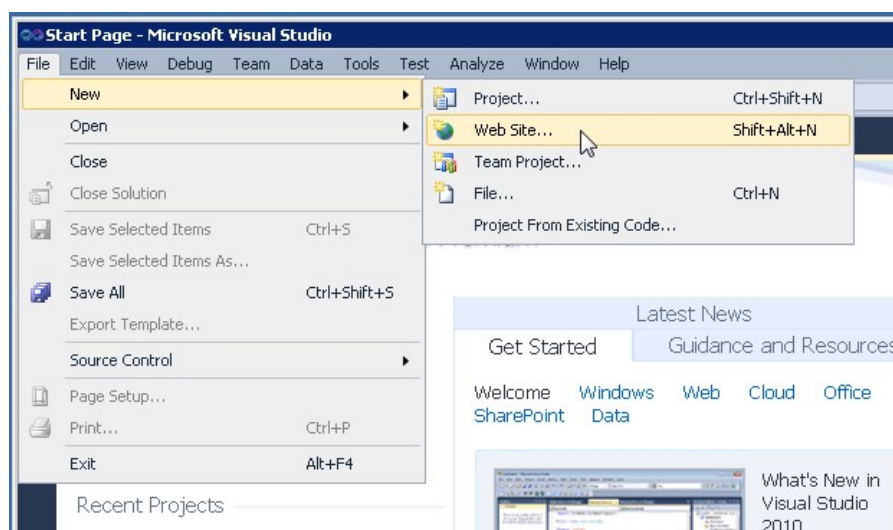 Start Page - Microsoft Visual Studio
File Edit View Debug Team Data Tools Test Analyze Window Help
New
Open
Close
Close Solution
Save Selected Items Ctrl+S
Save Selected Items As...
Save All Ctrl+Shift+S
Export Template...
Source Control
Page Setup...
Print... Ctrl+P
Exit Alt+F4
Project... Ctrl+Shift+N
Web Site... Shift+Alt+N
Team Project...
File... Ctrl+N
Project From Existing Code...
Latest News
Get Started Guidance and Resources
Welcome Windows Web Cloud Office
SharePoint Data
What's New in
Visual Studio
2010
Recent Projects